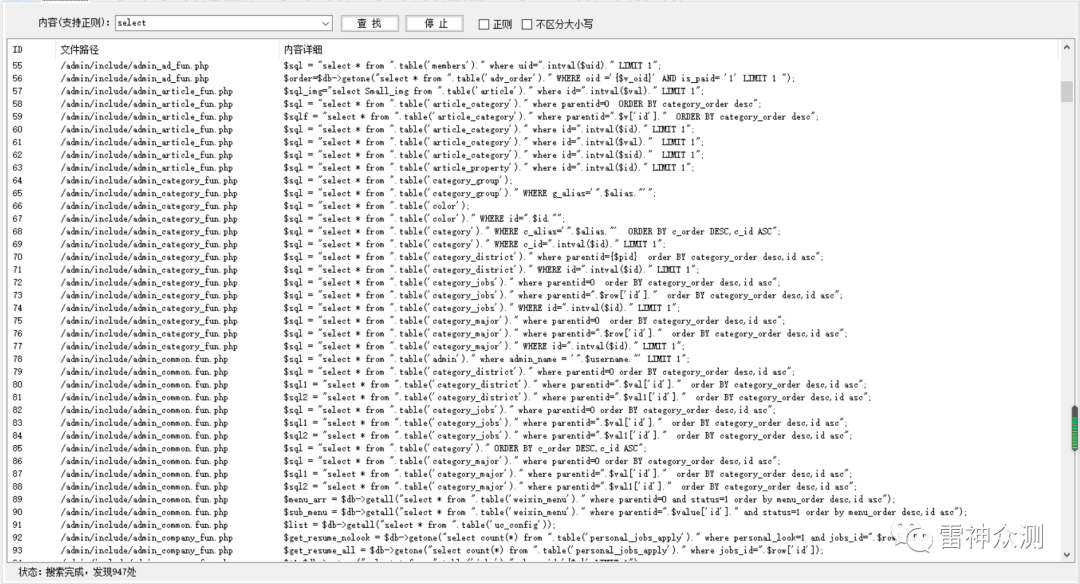 内容(支持正则): select 查 找 停 止 正则 不区分大小写
ID 文件路径 内容详细
55 /admin/include/admin_ad_fun.php $sql = "select * from ".table('members')." where uid=".intval($uid)." LIMIT 1";
56 /admin/include/admin_ad_fun.php $order=$db->getone("select * from ".table('adv_order')." WHERE oid ='{$v_oid}' AND is_paid= '1' LIMIT 1 ");
57 /admin/include/admin_article_fun.php $sql_img="select Small_img from ".table('article')." where id=".intval($val)." LIMIT 1";
58 /admin/include/admin_article_fun.php $sql = "select * from ".table('article_category')." where parentid=0  ORDER BY category_order desc";
59 /admin/include/admin_article_fun.php $sqlf = "select * from ".table('article_category')." where parentid=".$v['id']."  ORDER BY category_order desc";
60 /admin/include/admin_article_fun.php $sql = "select * from ".table('article_category')." where id=".intval($id)." LIMIT 1";
61 /admin/include/admin_article_fun.php $sql = "select * from ".table('article_category')." where id=".intval($val)."  LIMIT 1";
62 /admin/include/admin_article_fun.php $sql = "select * from ".table('article_category')." where id=".intval($sid)."  LIMIT 1";
63 /admin/include/admin_article_fun.php $sql = "select * from ".table('article_property')." where id=".intval($id)." LIMIT 1";
64 /admin/include/admin_category_fun.php $sql = "select * from ".table('category_group');
65 /admin/include/admin_category_fun.php $sql = "select * from ".table('category_group')." WHERE g_alias='".$alias."'";
66 /admin/include/admin_category_fun.php $sql = "select * from ".table('color');
67 /admin/include/admin_category_fun.php $sql = "select * from ".table('color')." WHERE id=".$id."";
68 /admin/include/admin_category_fun.php $sql = "select * from ".table('category')." WHERE c_alias='".$alias."'  ORDER BY c_order DESC,c_id ASC";
69 /admin/include/admin_category_fun.php $sql = "select * from ".table('category')." WHERE c_id=".intval($id)." LIMIT 1";
70 /admin/include/admin_category_fun.php $sql = "select * from ".table('category_district')." where parentid={$pid}  order BY category_order desc,id asc";
71 /admin/include/admin_category_fun.php $sql = "select * from ".table('category_district')." WHERE id=".intval($id)." LIMIT 1";
72 /admin/include/admin_category_fun.php $sql = "select * from ".table('category_jobs')." where parentid=0  order BY category_order desc,id asc";
73 /admin/include/admin_category_fun.php $sql = "select * from ".table('category_jobs')." where parentid=".$row['id']."  order BY category_order desc,id asc";
74 /admin/include/admin_category_fun.php $sql = "select * from ".table('category_jobs')." WHERE id=".intval($id)." LIMIT 1";
75 /admin/include/admin_category_fun.php $sql = "select * from ".table('category_major')." where parentid=0  order BY category_order desc,id asc";
76 /admin/include/admin_category_fun.php $sql = "select * from ".table('category_major')." where parentid=".$row['id']."  order BY category_order desc,id asc";
77 /admin/include/admin_category_fun.php $sql = "select * from ".table('category_major')." WHERE id=".intval($id)." LIMIT 1";
78 /admin/include/admin_common.fun.php $sql = "select * from ".table('admin')." where admin_name = '".$username."' LIMIT 1";
79 /admin/include/admin_common.fun.php $sql = "select * from ".table('category_district')." where parentid=0 order BY category_order desc,id asc";
80 /admin/include/admin_common.fun.php $sql1 = "select * from ".table('category_district')." where parentid=".$val['id']."  order BY category_order desc,id asc";
81 /admin/include/admin_common.fun.php $sql2 = "select * from ".table('category_district')." where parentid=".$val1['id']."  order BY category_order desc,id asc";
82 /admin/include/admin_common.fun.php $sql = "select * from ".table('category_jobs')." where parentid=0 order BY category_order desc,id asc";
83 /admin/include/admin_common.fun.php $sql1 = "select * from ".table('category_jobs')." where parentid=".$val['id']."  order BY category_order desc,id asc";
84 /admin/include/admin_common.fun.php $sql2 = "select * from ".table('category_jobs')." where parentid=".$val1['id']."  order BY category_order desc,id asc";
85 /admin/include/admin_common.fun.php $sql = "select * from ".table('category')." ORDER BY c_order DESC,c_id ASC";
86 /admin/include/admin_common.fun.php $sql = "select * from ".table('category_major')." where parentid=0 order BY category_order desc,id asc";
87 /admin/include/admin_common.fun.php $sql1 = "select * from ".table('category_major')." where parentid=".$val['id']."  order BY category_order desc,id asc";
88 /admin/include/admin_common.fun.php $sql2 = "select * from ".table('category_major')." where parentid=".$val1['id']."  order BY category_order desc,id asc";
89 /admin/include/admin_common.fun.php $menu_arr = $db->getall("select * from ".table('weixin_menu')." where parentid=0 and status=1 order by menu_order desc,id asc");
90 /admin/include/admin_common.fun.php $sub_menu = $db->getall("select * from ".table('weixin_menu')." where parentid=".$value['id']." and status=1 order by menu_order desc,id asc");
91 /admin/include/admin_common.fun.php $list = $db->getall("select * from ".table('uc_config'));
92 /admin/include/admin_company_fun.php $get_resume_nolook = $db->getone("select count(*) from ".table('personal_jobs_apply')." where personal_look=1 and jobs_id=".$row
93 /admin/include/admin_company_fun.php $get_resume_all = $db->getone("select count(*) from ".table('personal_jobs_apply')." where jobs_id=".$row['id']);
雷神众测
状态: 搜索完成, 发现947处